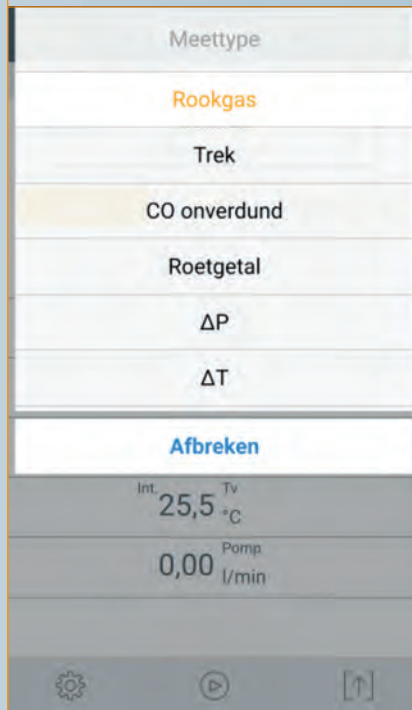 Meettype
Rookgas
Trek
CO onverdund
Roetgetal
ΔP
ΔT
Afbreken
Int. 25,5 Tv °C
0,00 Pomp l/min